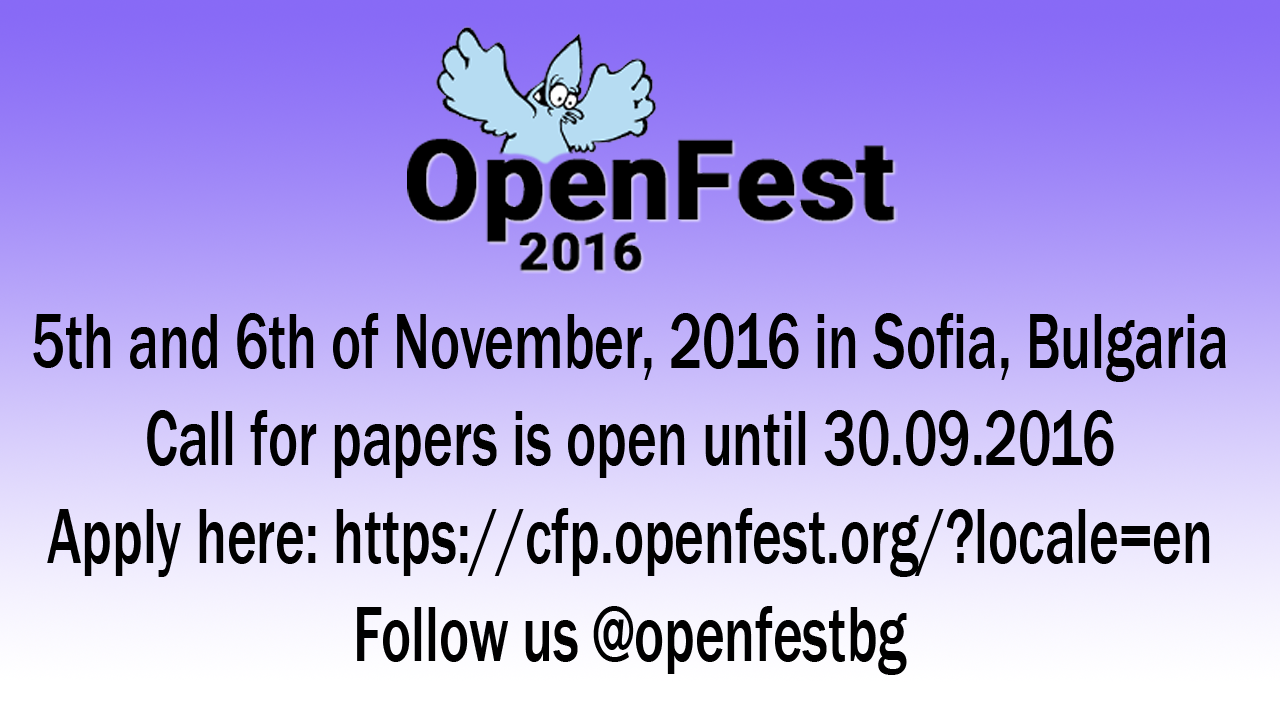 OpenFest
2016
5th and 6th of November, 2016 in Sofia, Bulgaria
Call for papers is open until 30.09.2016
Apply here: https://cfp.openfest.org/?locale=en
Follow us @openfestbg